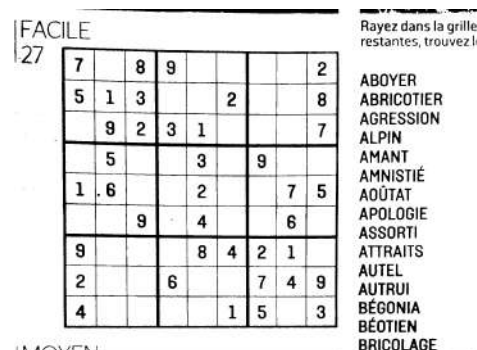 FACILE
27
7 8 9 2
5 1 3 2 8
9 2 3 1 7
5 3 9
1 6 2 7 5
9 4 6
9 8 4 2 1
2 6 7 4 9
4 1 5 3
MOYEN
Rayez dans la grille
restantes, trouvez
ABOYER
ABRICOTIER
AGRESSION
ALPIN
AMANT
AMNISTIÉ
AOÛTAT
APOLOGIE
ASSORTI
ATTRAITS
AUTEL
AUTRUI
BÉGONIA
BÉOTIEN
BRICOLAGE